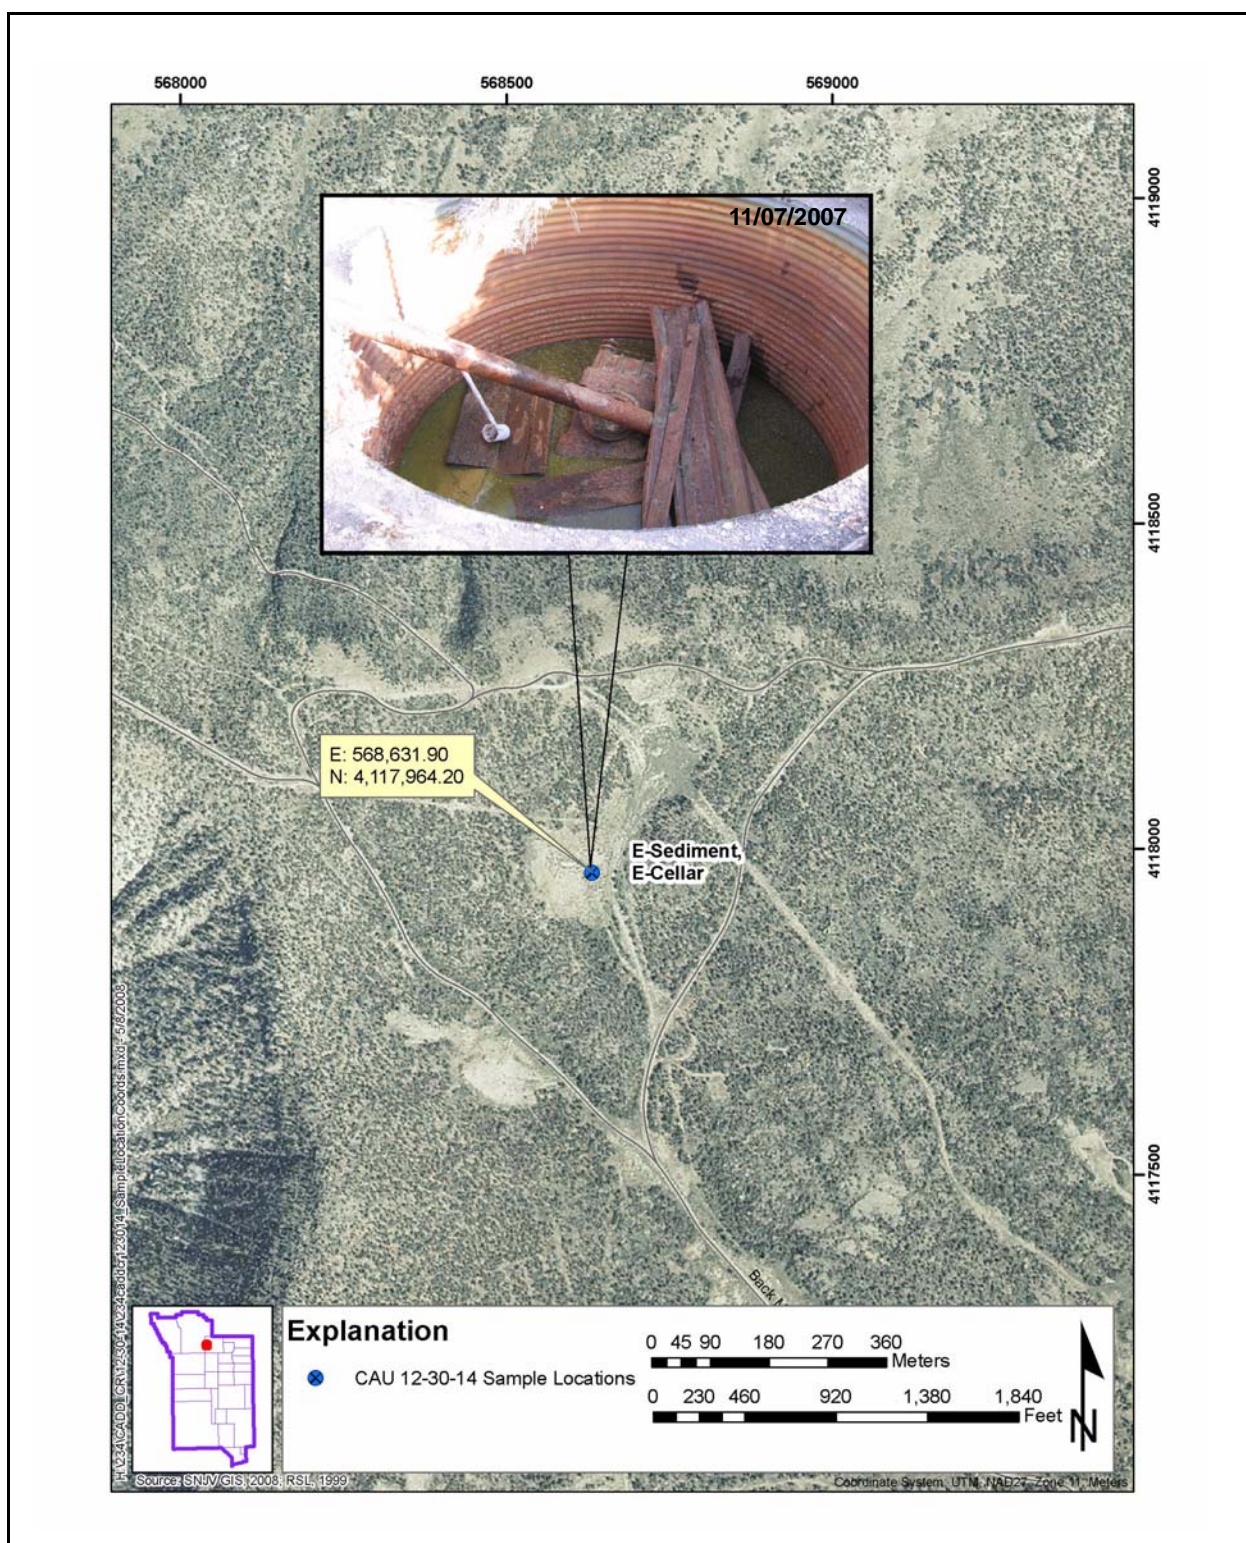 568000
568500
569000
11/07/2007
4119000
4118500
E: 568,631.90
N: 4,117,964.20
E-Sediment,
E-Cellar
4118000
4117500
Back M
Explanation
CAU 12-30-14 Sample Locations
0 45 90 180 270 360
Meters
0 230 460 920 1,380 1,840
Feet
N
Source: SNJV GIS, 2008; RSL, 1999
Coordinate System: UTM, NAD27, Zone 11, Meters